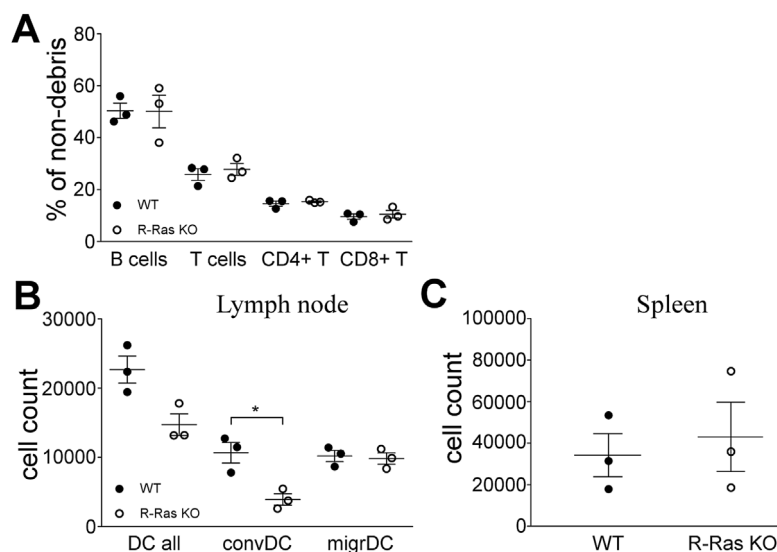 A
% of non-debris
80
60
40
20
0
WT
R-Ras KO
B cells
T cells
CD4+ T
CD8+ T
B
Lymph node
cell count
30000
20000
10000
0
*
WT
R-Ras KO
DC all
convDC
migrDC
C
Spleen
cell count
100000
80000
60000
40000
20000
0
WT
R-Ras KO